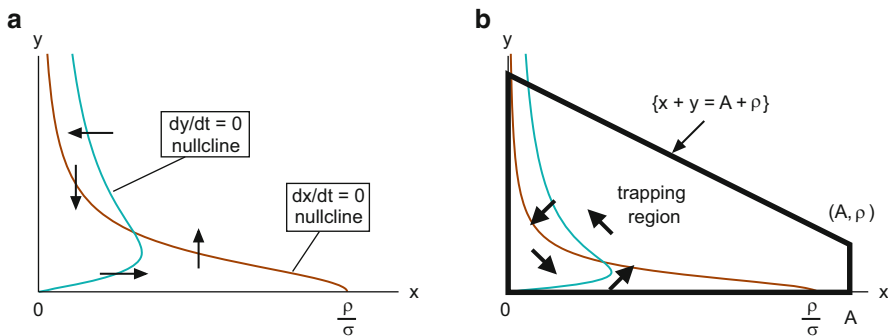 a
y
dy/dt = 0
nullcline
dx/dt = 0
nullcline
0
ρ
σ
x
b
y
{x + y = A + ρ}
trapping
region
(A, ρ)
0
ρ
σ
A
x